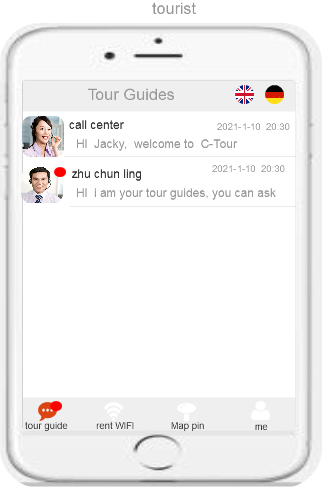 tourist
Tour Guides
call center 2021-1-10 20:30
HI Jacky, welcome to C-Tour
zhu chun ling 2021-1-10 20:30
HI i am your tour guides, you can ask
tour guide rent WIFI Map pin me